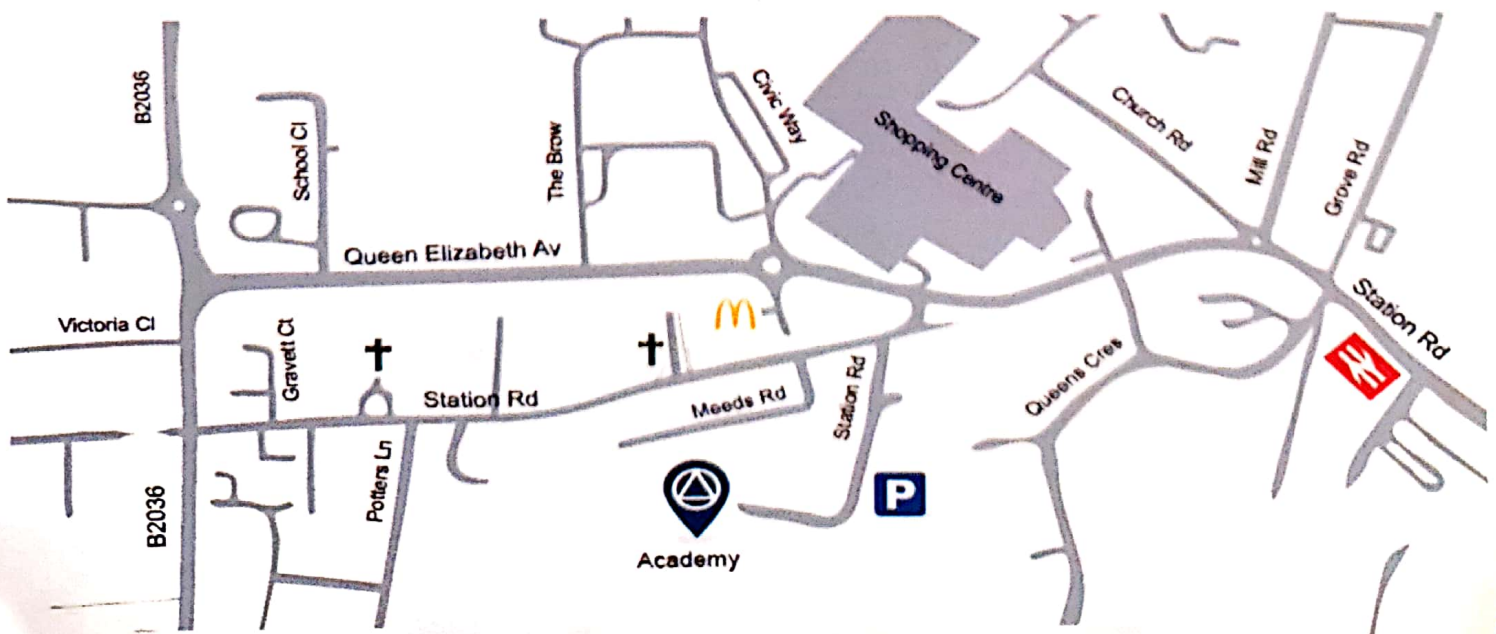 B2036
School Cl
The Brow
Civic Way
Shopping Centre
Church Rd
Mill Rd
Grove Rd
Queen Elizabeth Av
Victoria Cl
Gravett Ct
Station Rd
Meeds Rd
Station Rd
Queens Cres
Station Rd
Potters Ln
B2036
P
Academy